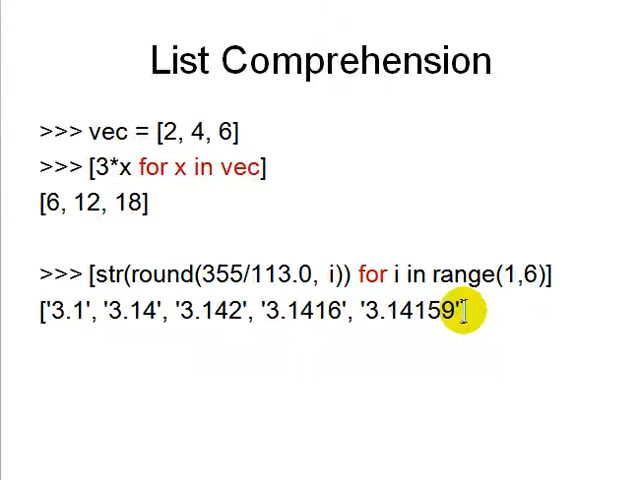 List Comprehension
>>> vec = [2, 4, 6]
>>> [3*x for x in vec]
[6, 12, 18]
>>> [str(round(355/113.0, i)) for i in range(1,6)]
['3.1', '3.14', '3.142', '3.1416', '3.14159']